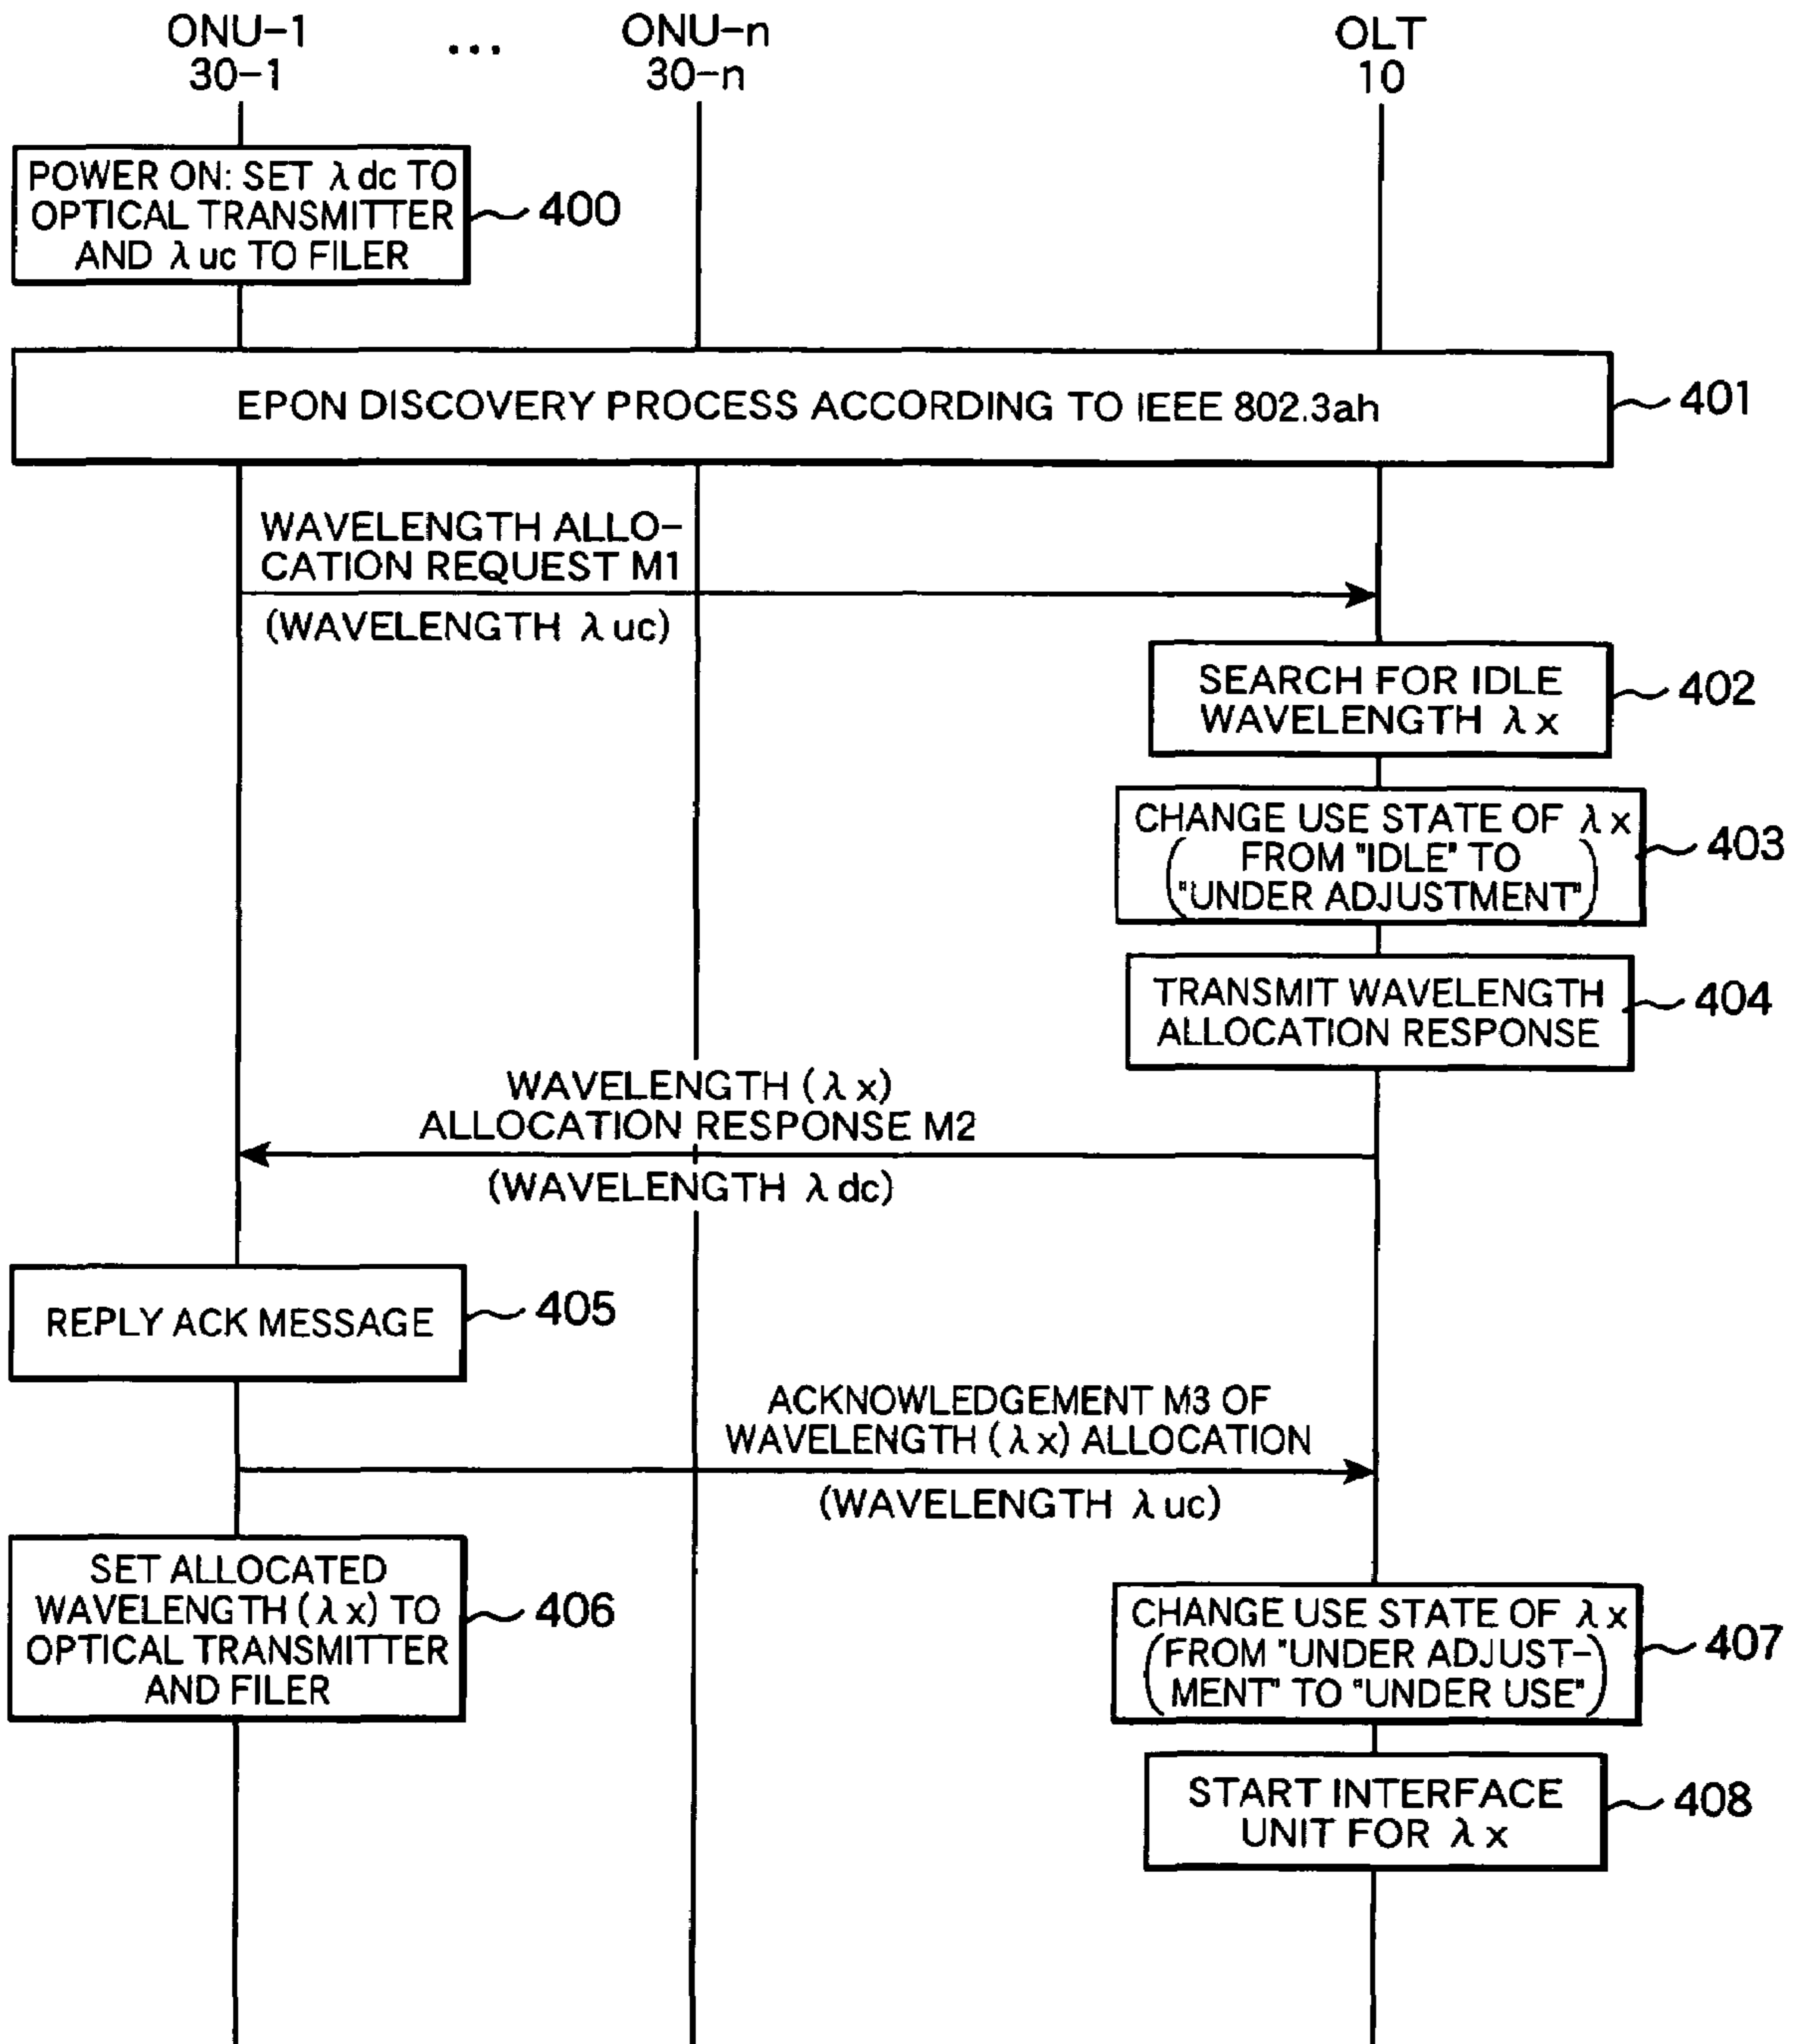 ONU-1
30-1
...
ONU-n
30-n
OLT
10
POWER ON: SET λdc TO
OPTICAL TRANSMITTER
AND λuc TO FILER
400
EPON DISCOVERY PROCESS ACCORDING TO IEEE 802.3ah
401
WAVELENGTH ALLO-
CATION REQUEST M1
(WAVELENGTH λuc)
SEARCH FOR IDLE
WAVELENGTH λx
402
CHANGE USE STATE OF λx
(FROM "IDLE" TO
"UNDER ADJUSTMENT")
403
TRANSMIT WAVELENGTH
ALLOCATION RESPONSE
404
WAVELENGTH (λx)
ALLOCATION RESPONSE M2
(WAVELENGTH λdc)
REPLY ACK MESSAGE
405
ACKNOWLEDGEMENT M3 OF
WAVELENGTH (λx) ALLOCATION
(WAVELENGTH λuc)
SET ALLOCATED
WAVELENGTH (λx) TO
OPTICAL TRANSMITTER
AND FILER
406
CHANGE USE STATE OF λx
(FROM "UNDER ADJUST-
MENT" TO "UNDER USE")
407
START INTERFACE
UNIT FOR λx
408